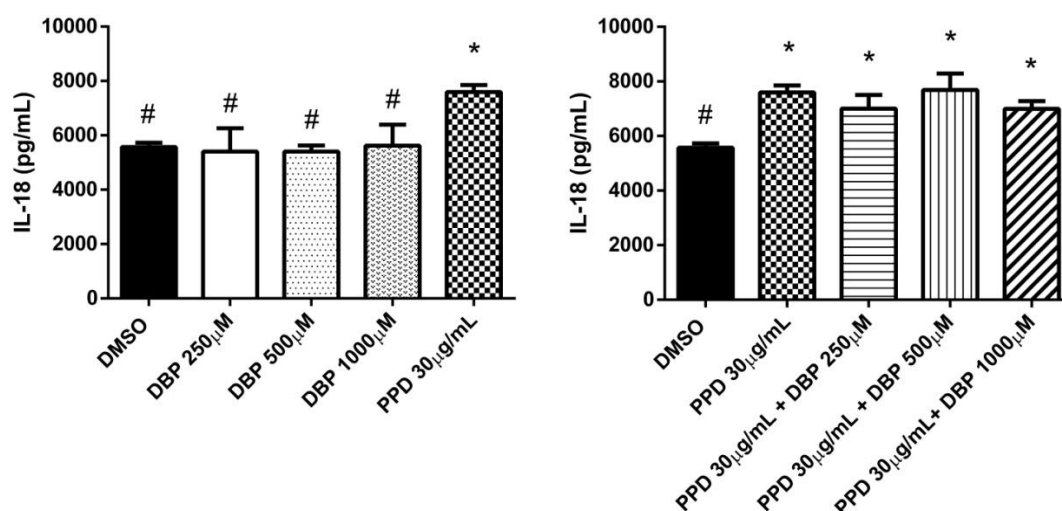 IL-18 (pg/mL)
10000
8000
6000
4000
2000
0
#
#
#
#
*
DMSO
DBP 250μM
DBP 500μM
DBP 1000μM
PPD 30μg/mL
IL-18 (pg/mL)
10000
8000
6000
4000
2000
0
#
*
*
*
*
DMSO
PPD 30μg/mL
PPD 30μg/mL + DBP 250μM
PPD 30μg/mL + DBP 500μM
PPD 30μg/mL+ DBP 1000μM